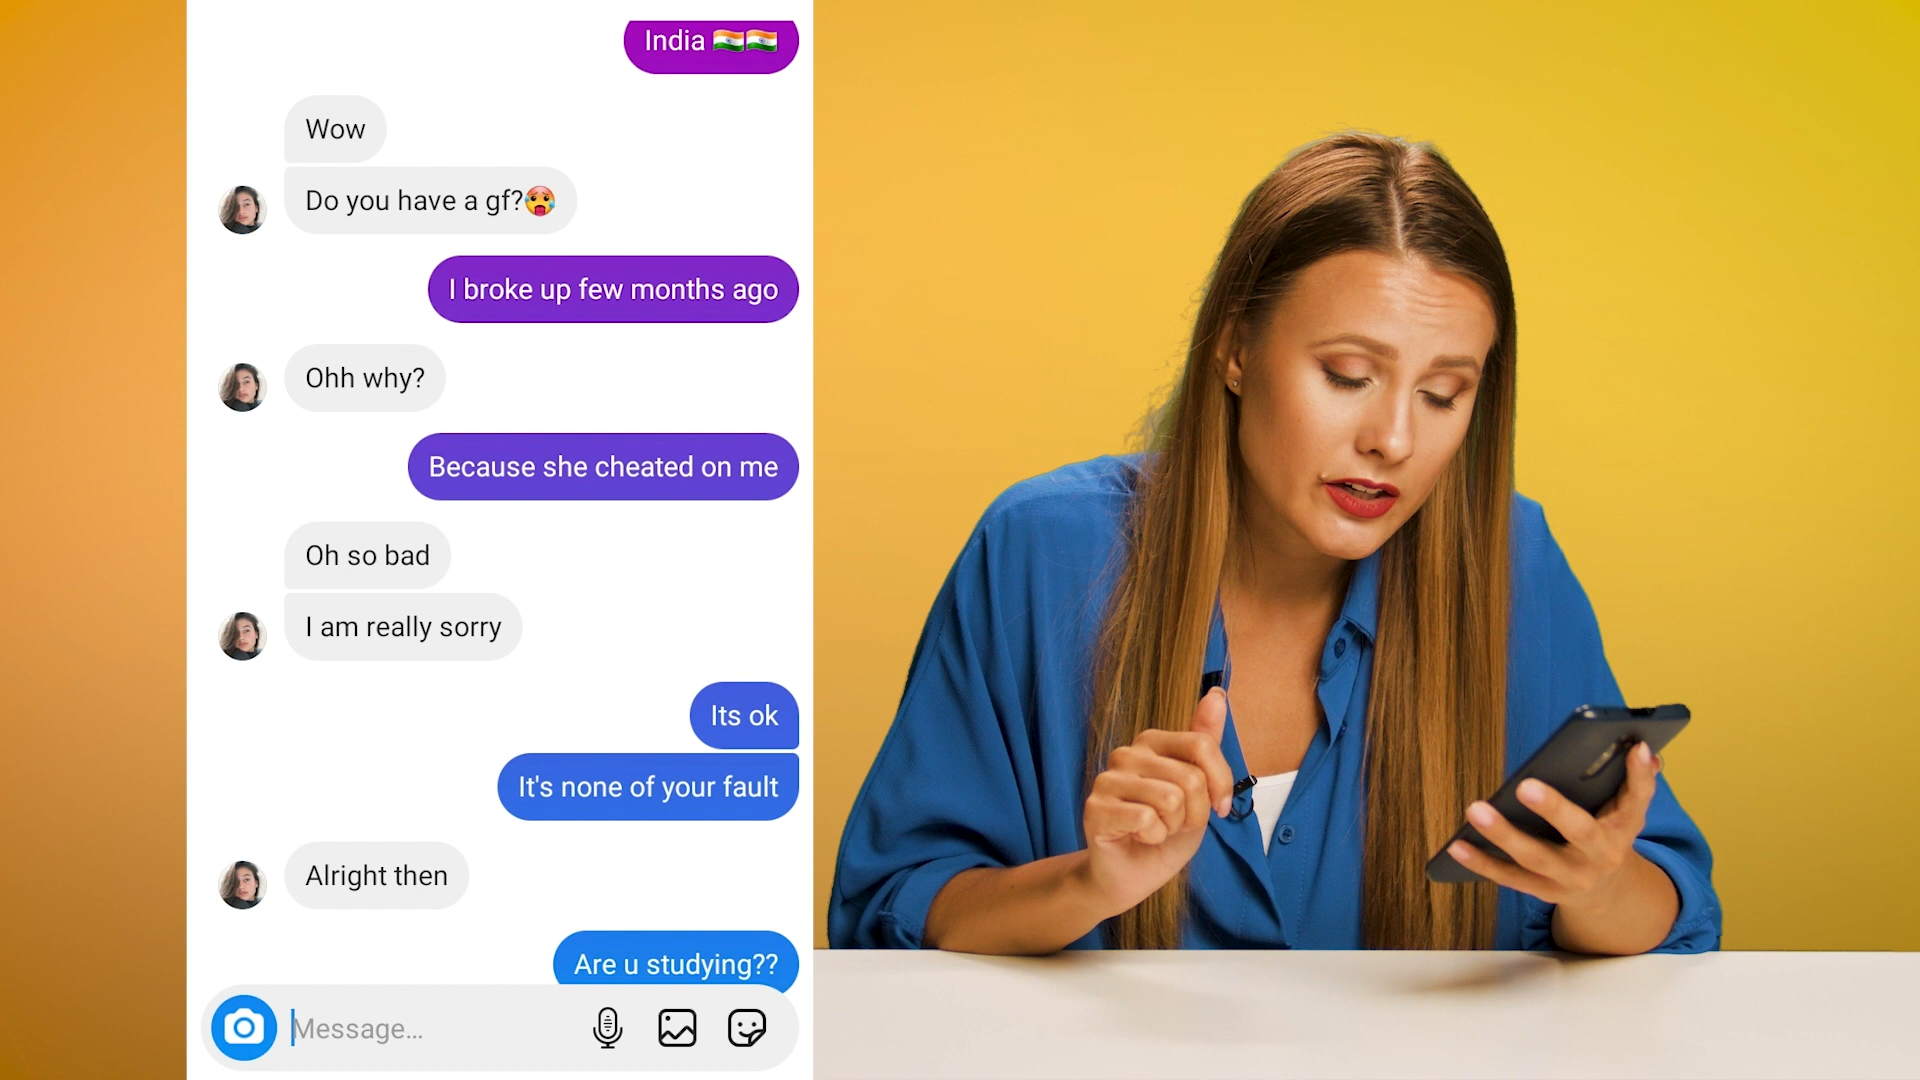 India 🇮🇳🇮🇳
Wow
Do you have a gf?🥵
I broke up few months ago
Ohh why?
Because she cheated on me
Oh so bad
I am really sorry
Its ok
It's none of your fault
Alright then
Are u studying??
Message...